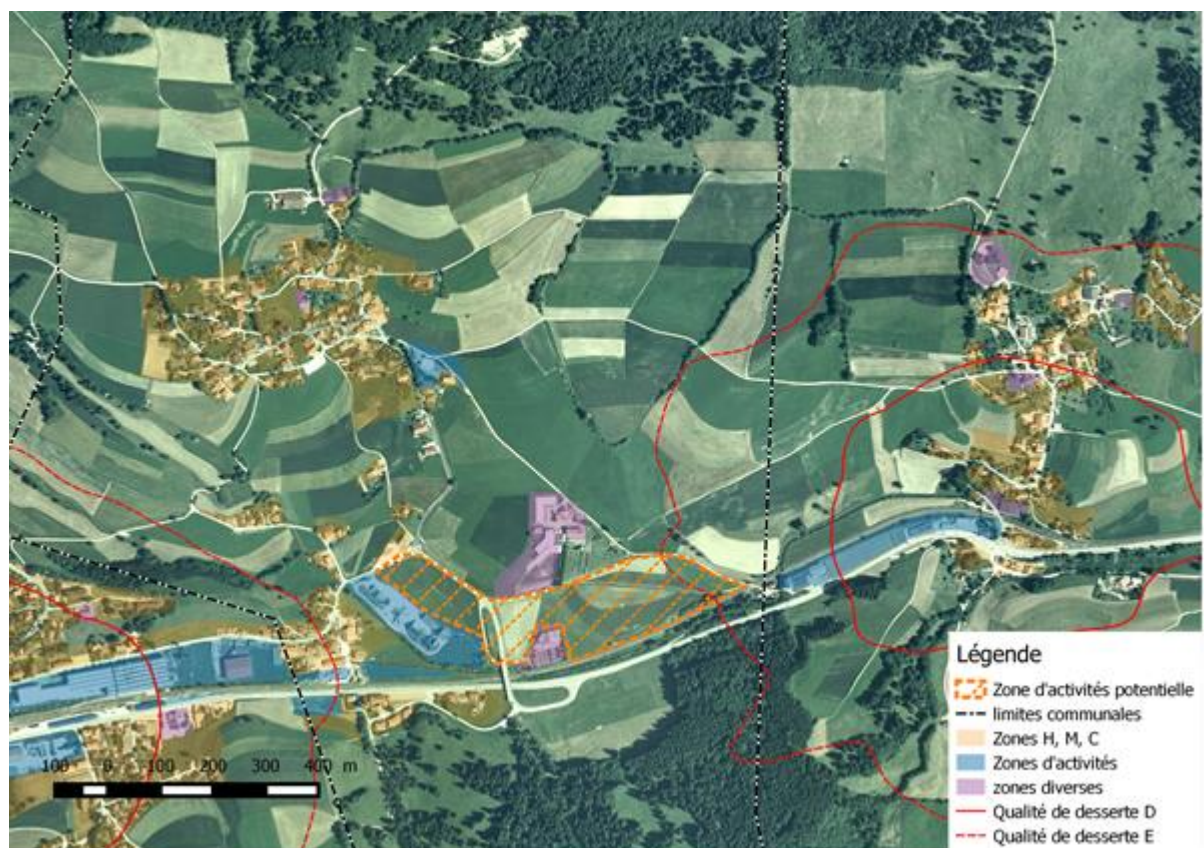 100 0 100 200 300 400 m
Légende
Zone d'activités potentielle
limites communales
Zones H, M, C
Zones d'activités
zones diverses
Qualité de desserte D
Qualité de desserte E